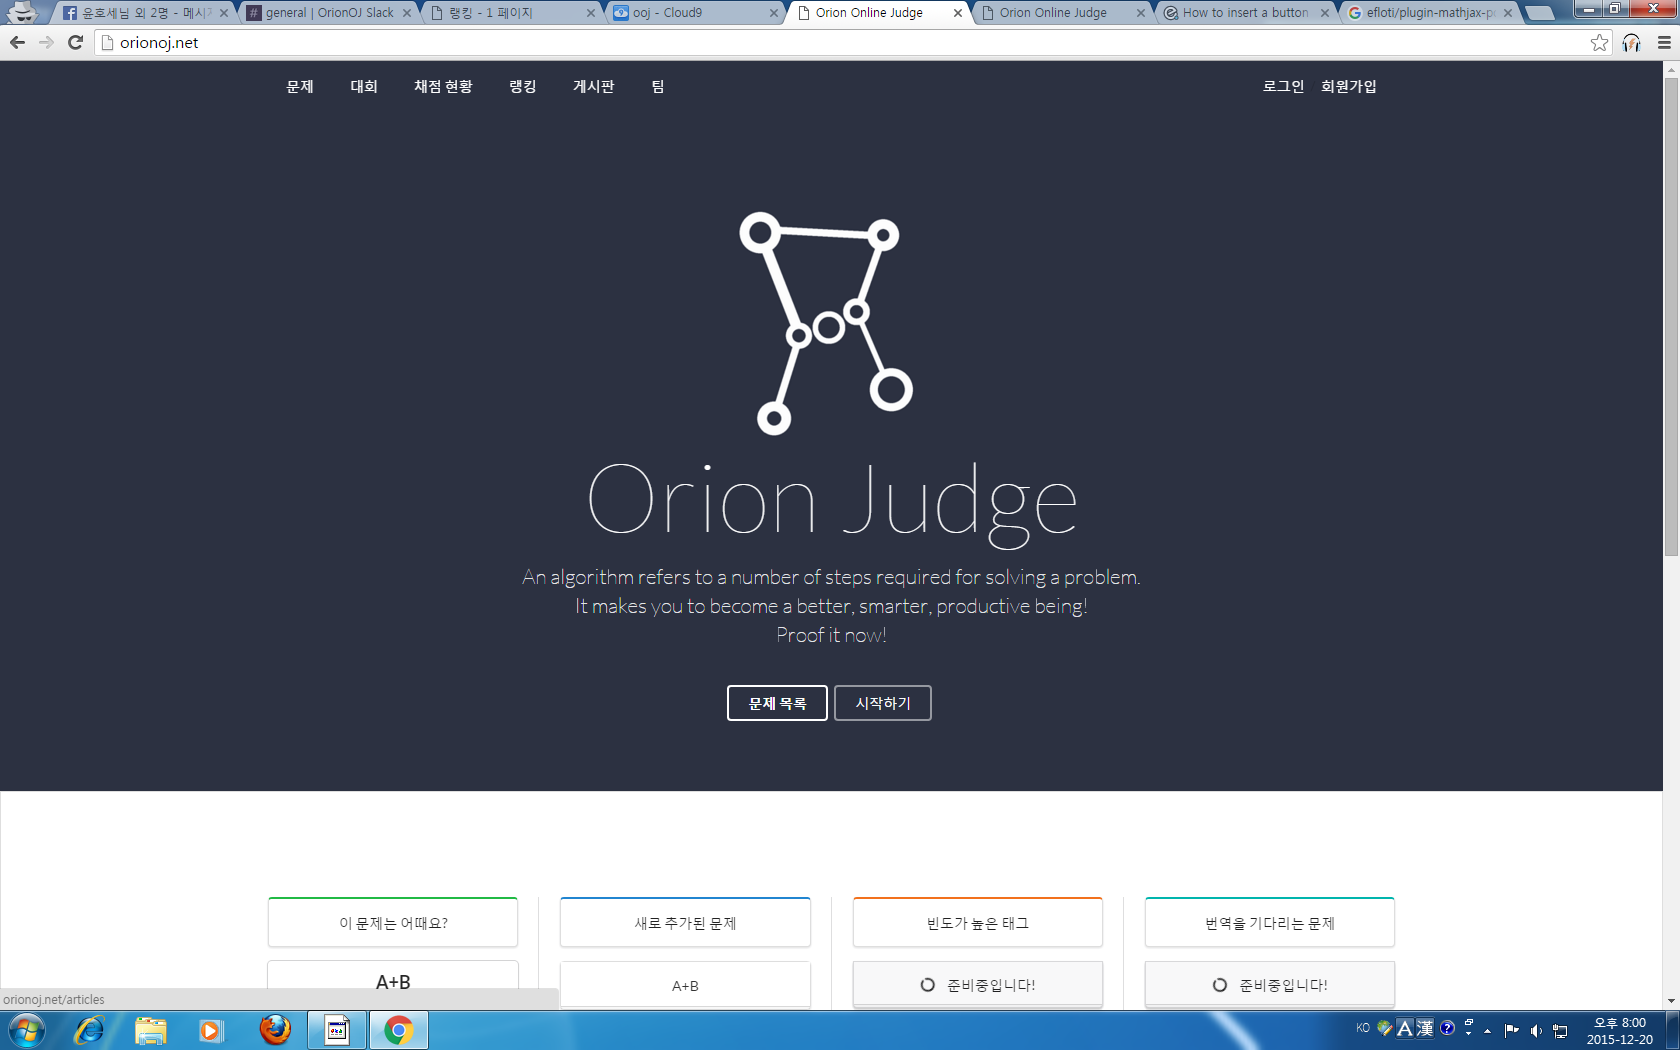 윤호세님 외 2명 - 메시
general | OrionOJ Slack
랭킹 - 1 페이지
ooj - Cloud9
Orion Online Judge
Orion Online Judge
How to insert a button
efloti/plugin-mathjax-p
orionoj.net
문제 대회 채점 현황 랭킹 게시판 팀 로그인 회원가입
Orion Judge
An algorithm refers to a number of steps required for solving a problem.
It makes you to become a better, smarter, productive being!
Proof it now!
문제 목록 시작하기
이 문제는 어때요? 새로 추가된 문제 빈도가 높은 태그 번역을 기다리는 문제
A+B A+B 준비중입니다! 준비중입니다!
orionoj.net/articles
KO A 漢 오후 8:00
2015-12-20